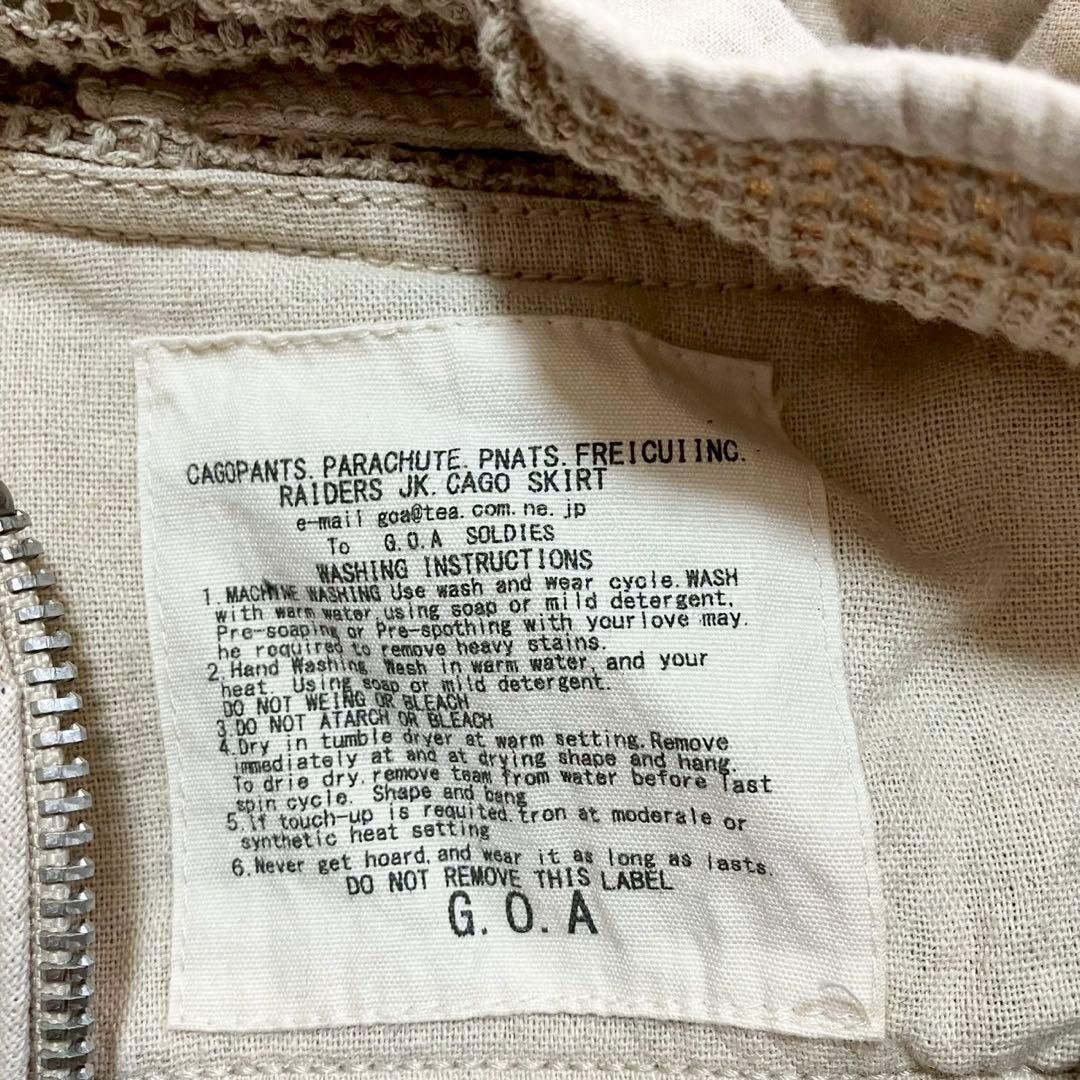 CAGOPANTS. PARACHUTE. PNATS. FREICUIINC.
RAIDERS JK. CAGO SKIRT
e-mail goa@tea.com.ne.jp
To G.O.A SOLDIES
WASHING INSTRUCTIONS
1. MACHINE WASHING Use wash and wear cycle. WASH
with warm water using soap or mild detergent,
Pre-soaping or Pre-spothing with your love may.
he required to remove heavy stains.
2. Hand Washing Wash in warm water, and your
heat. Using soap or mild detergent.
DO NOT WEING OR BLEACH
3. DO NOT ATARCH OR BLEACH
4. Dry in tumble dryer at warm setting. Remove
immediately at and at drying shape and hang.
To drie dry. remove team from water before last
spin cycle. Shape and bang
5. if touch-up is requited. tron at moderale or
synthetic heat setting
6. Never get hoard, and wear it as long as lasts.
DO NOT REMOVE THIS LABEL
G. O. A